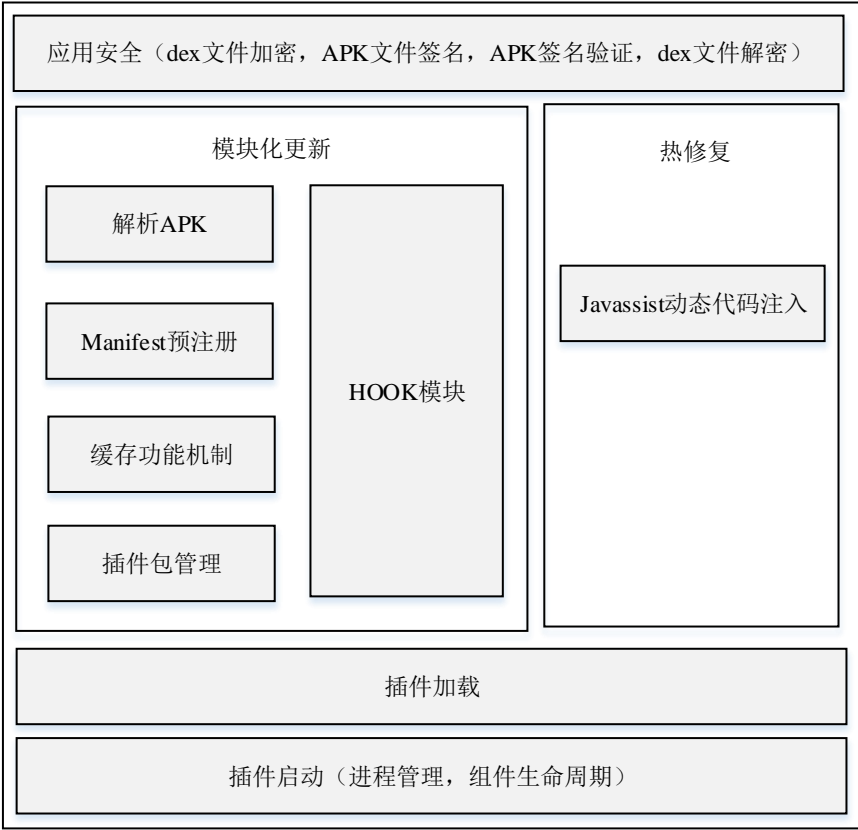 应用安全（dex文件加密，APK文件签名，APK签名验证，dex文件解密）
模块化更新
解析APK
Manifest预注册
缓存功能机制
插件包管理
HOOK模块
热修复
Javassist动态代码注入
插件加载
插件启动（进程管理，组件生命周期）